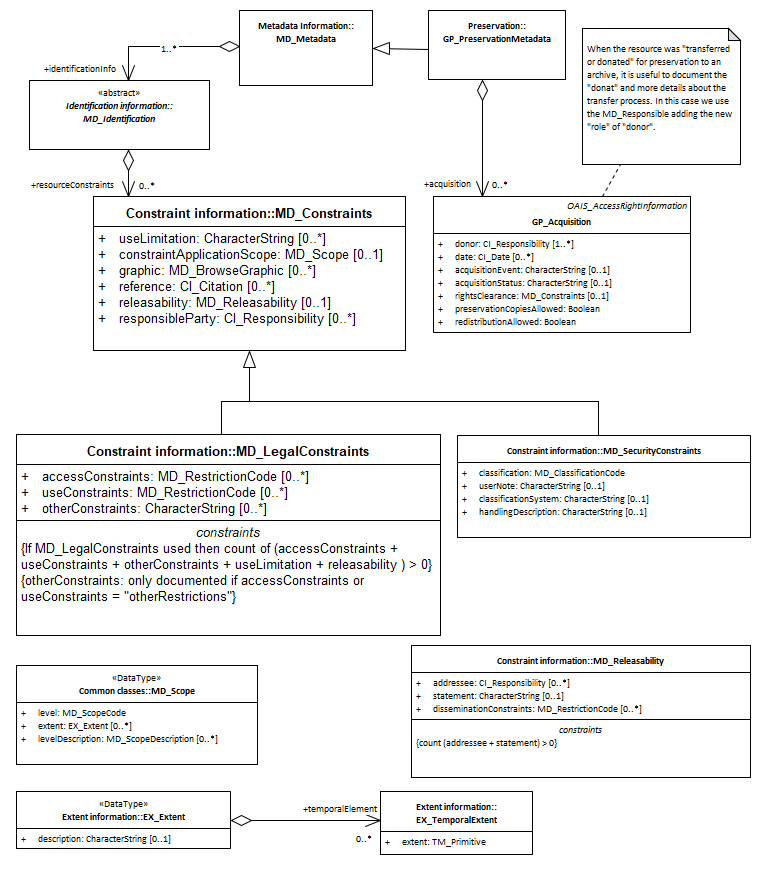 Metadata Information::
MD_Metadata
Preservation::
GP_PreservationMetadata
When the resource was "transferred
or donated" for preservation to an
archive, it is useful to document the
"donat" and more details about the
transfer process. In this case we use
the MD_Responsible adding the new
"role" of "donor".
1..*
+identificationInfo
«abstract»
Identification information::
MD_Identification
+resourceConstraints
0..*
+acquisition
0..*
Constraint information::MD_Constraints
+ useLimitation: CharacterString [0..*]
+ constraintApplicationScope: MD_Scope [0..1]
+ graphic: MD_BrowseGraphic [0..*]
+ reference: CI_Citation [0..*]
+ releasability: MD_Releasability [0..1]
+ responsibleParty: CI_Responsibility [0..*]
OAIS_AccessRightInformation
GP_Acquisition
+ donor: CI_Responsibility [1..*]
+ date: CI_Date [0..*]
+ acquisitionEvent: CharacterString [0..1]
+ acquisitionStatus: CharacterString [0..1]
+ rightsClearance: MD_Constraints [0..1]
+ preservationCopiesAllowed: Boolean
+ redistributionAllowed: Boolean
Constraint information::MD_LegalConstraints
+ accessConstraints: MD_RestrictionCode [0..*]
+ useConstraints: MD_RestrictionCode [0..*]
+ otherConstraints: CharacterString [0..*]
constraints
{If MD_LegalConstraints used then count of (accessConstraints +
useConstraints + otherConstraints + useLimitation + releasability ) > 0}
{otherConstraints: only documented if accessConstraints or
useConstraints = "otherRestrictions"}
Constraint information::MD_SecurityConstraints
+ classification: MD_ClassificationCode
+ userNote: CharacterString [0..1]
+ classificationSystem: CharacterString [0..1]
+ handlingDescription: CharacterString [0..1]
«DataType»
Common classes::MD_Scope
+ level: MD_ScopeCode
+ extent: EX_Extent [0..*]
+ levelDescription: MD_ScopeDescription [0..*]
Constraint information::MD_Releasability
+ addressee: CI_Responsibility [0..*]
+ statement: CharacterString [0..1]
+ disseminationConstraints: MD_RestrictionCode [0..*]
constraints
{count (addressee + statement) > 0}
«DataType»
Extent information::EX_Extent
+ description: CharacterString [0..1]
+temporalElement
0..*
Extent information::
EX_TemporalExtent
+ extent: TM_Primitive